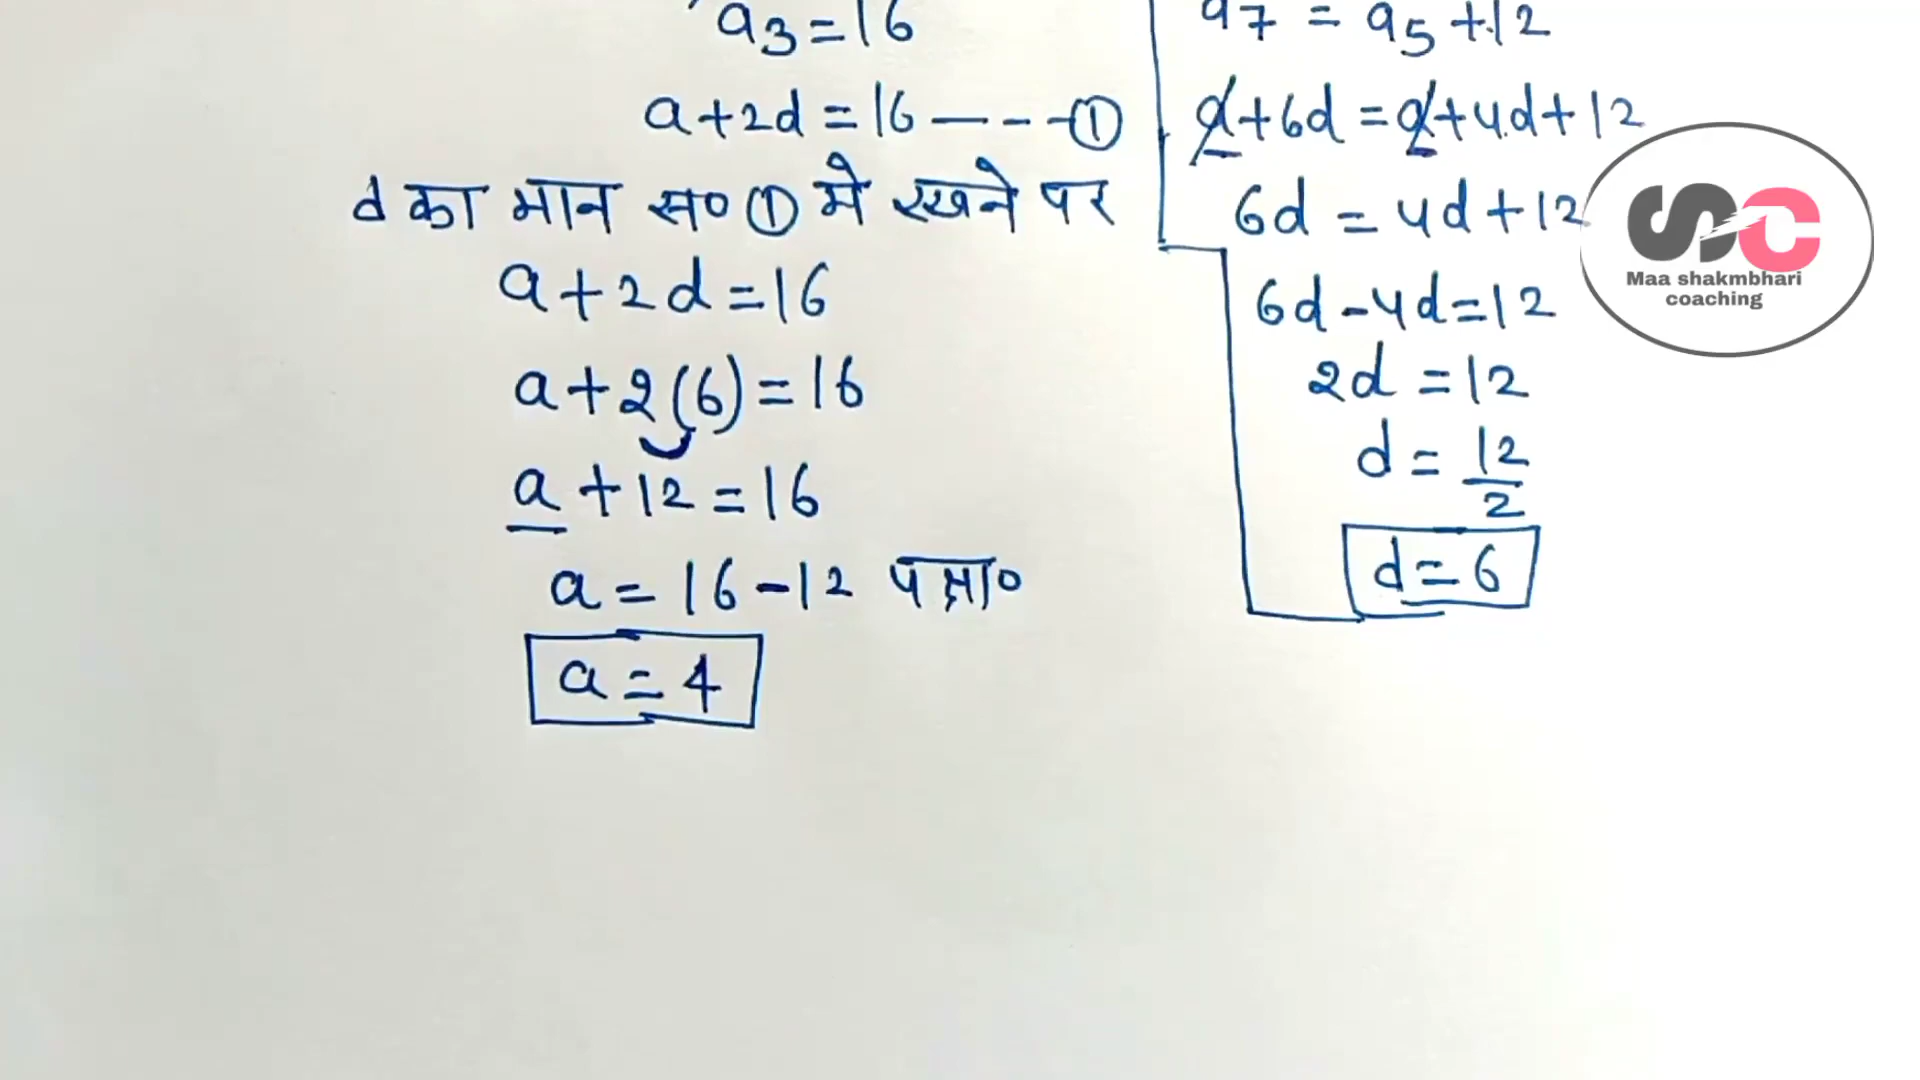 a3=16
a+2d=16---①
d का मान स० ① मे रखने पर
a+2d=16
a+2(6)=16
a+12=16
a=16-12 पक्षा०
a=4
a7=a5+12
a+6d=a+4d+12
6d=4d+12
6d-4d=12
2d=12
d=12/2
d=6
Maa shakmbhari
coaching